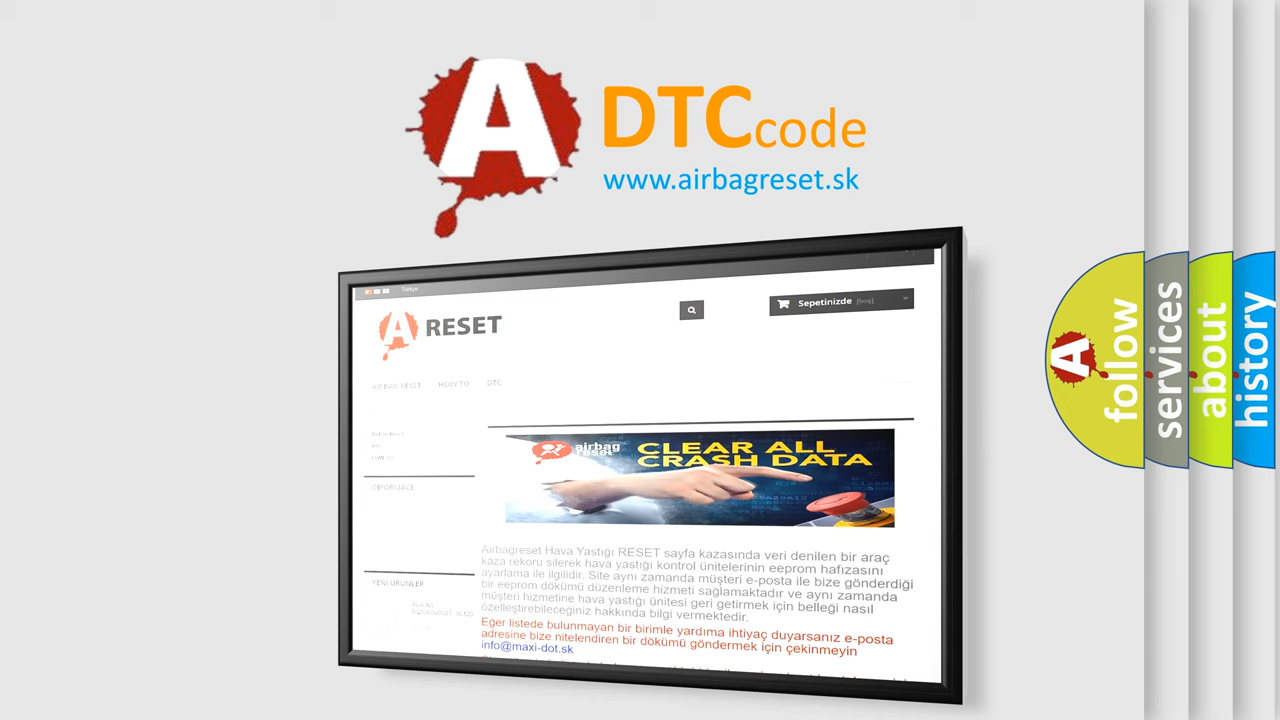 A DTCcode
www.airbagreset.sk
Türkçe
Sepetinizde [boş]
A RESET
AIRBAG RESET HOW TO DTC
INFORMACE
airbag
reset
CLEAR ALL
CRASH DATA
YENI ÜRÜNLER
Airbagreset Hava Yastığı RESET sayfa kazasında veri denilen bir araç
kaza rekoru silerek hava yastığı kontrol ünitelerinin eeprom hafızasını
ayarlama ile ilgilidir. Site aynı zamanda müşteri e-posta ile bize gönderdiği
bir eeprom dökümü düzenleme hizmeti sağlamaktadır ve aynı zamanda
müşteri hizmetine hava yastığı ünitesi geri getirmek için belleği nasıl
özelleştirebileceğiniz hakkında bilgi vermektedir.
Eğer listede bulunmayan bir birimle yardıma ihtiyaç duyarsanız e-posta
adresine bize nitelendiren bir dökümü göndermek için çekinmeyin
info@maxi-dot.sk
A follow
services
about
history